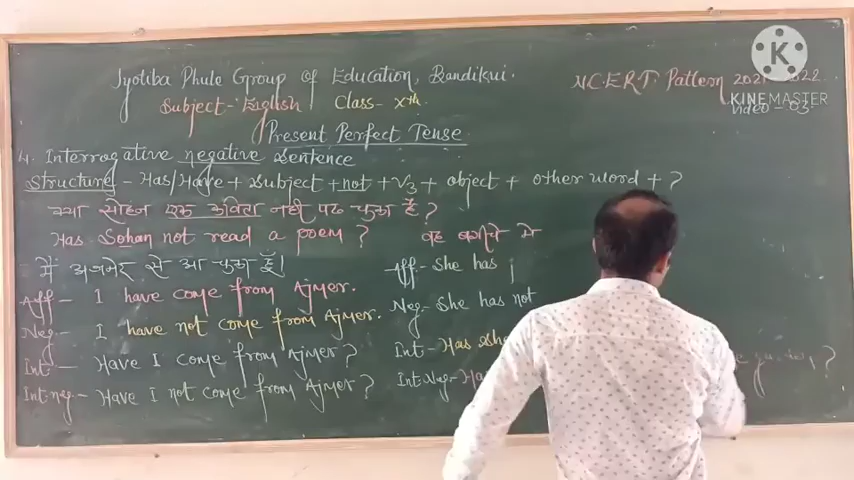 Jyotiba Phule Group of Education, Bandikui.
N.C.E.R.T. Pattern 2021-2022
Subject:- English Class- Xth.
KINEMASTER
Video - 03
Present Perfect Tense
4. Interrogative negative Sentence
Structure - Has/Have + Subject + not + V3 + object + other word + ?
क्या सोहन एक कविता नहीं पढ चुका है ?
Has Sohan not read a poem ?
वह बगीचे मे
मैं अजमेर से आ चुका हूँ।
Aff - I have come from Ajmer.
Neg - I have not come from Ajmer.
Int - Have I come from Ajmer?
Int neg - Have I not come from Ajmer ?
Aff - She has
Neg - She has not
Int - Has She
Int Neg - Ha